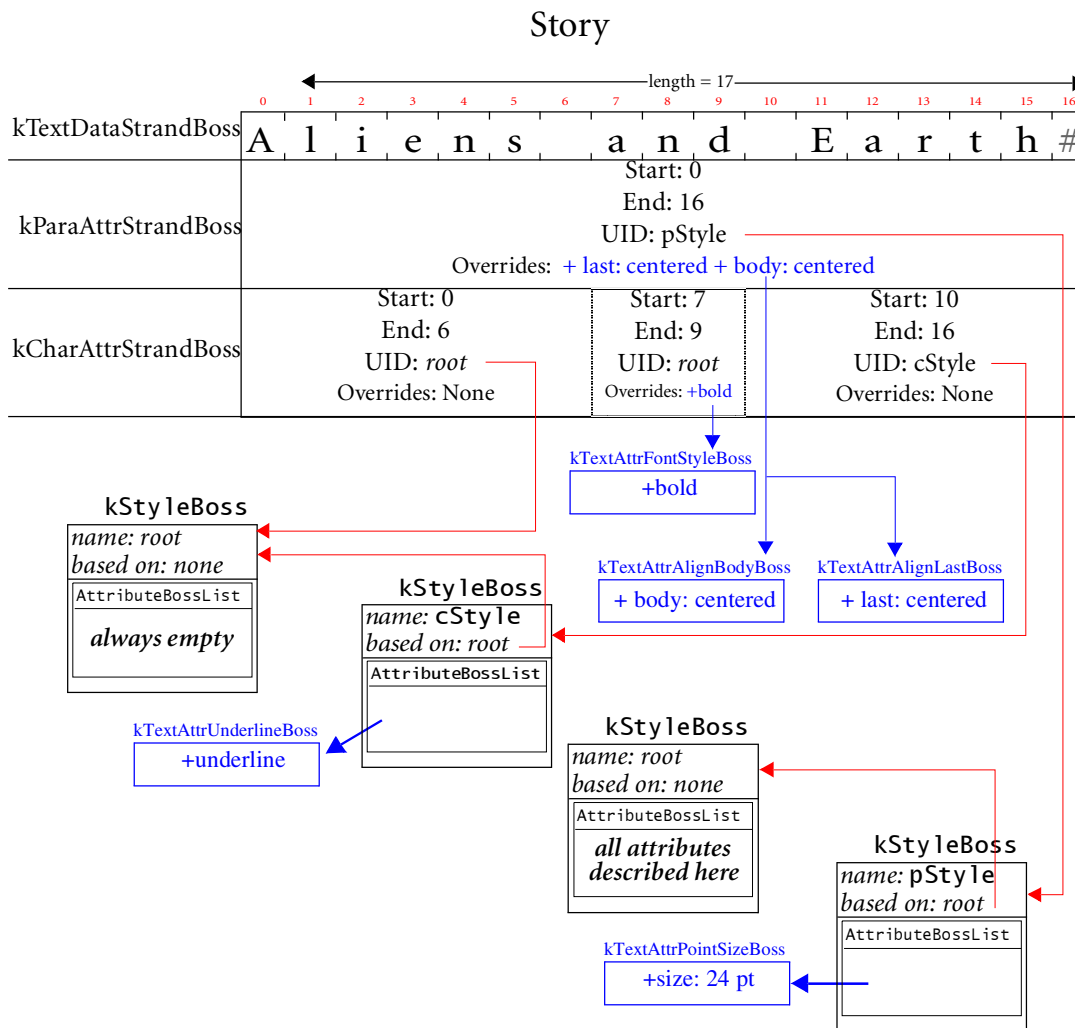 Story
length = 17
0 1 2 3 4 5 6 7 8 9 10 11 12 13 14 15 16
kTextDataStrandBoss
A l i e n s a n d E a r t h #
kParaAttrStrandBoss
Start: 0
End: 16
UID: pStyle
Overrides: + last: centered + body: centered
kCharAttrStrandBoss
Start: 0
End: 6
UID: root
Overrides: None
Start: 7
End: 9
UID: root
Overrides: +bold
Start: 10
End: 16
UID: cStyle
Overrides: None
kTextAttrFontStyleBoss
+bold
kStyleBoss
name: root
based on: none
AttributeBossList
always empty
kTextAttrAlignBodyBoss
+ body: centered
kTextAttrAlignLastBoss
+ last: centered
kStyleBoss
name: cStyle
based on: root
AttributeBossList
kTextAttrUnderlineBoss
+underline
kStyleBoss
name: root
based on: none
AttributeBossList
all attributes
described here
kStyleBoss
name: pStyle
based on: root
AttributeBossList
kTextAttrPointSizeBoss
+size: 24 pt